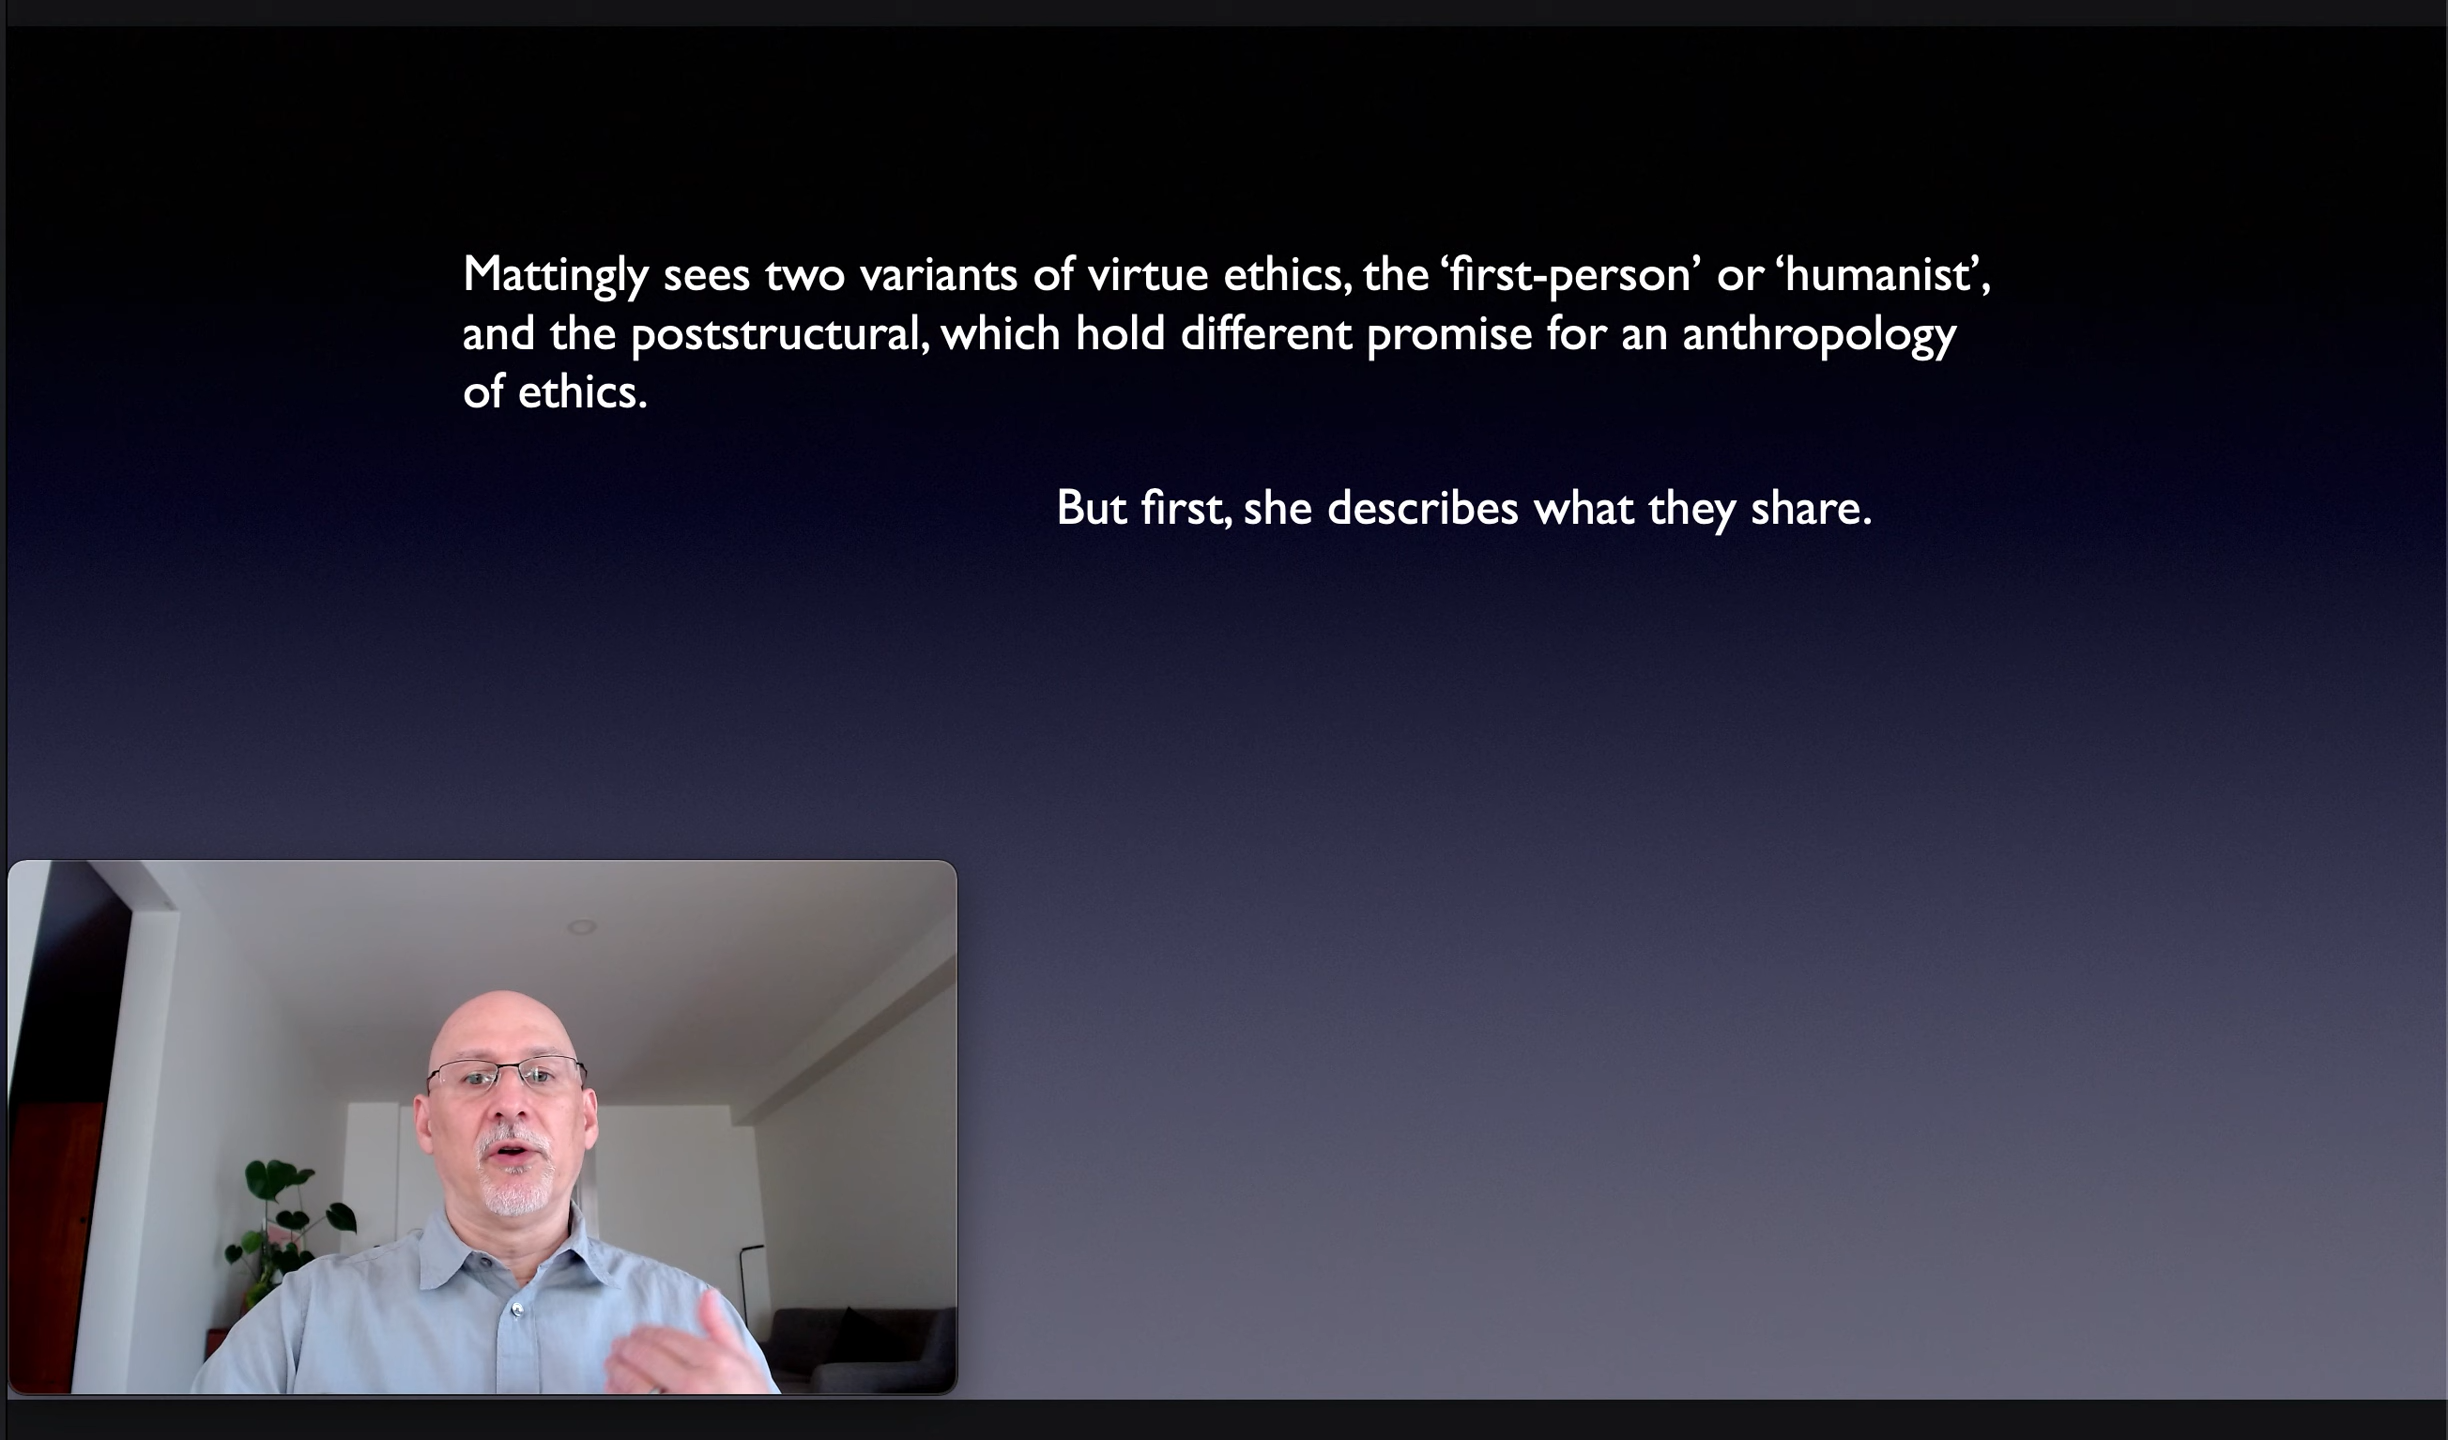 Mattingly sees two variants of virtue ethics, the ‘first-person’ or ‘humanist’,
and the poststructural, which hold different promise for an anthropology
of ethics.
But first, she describes what they share.